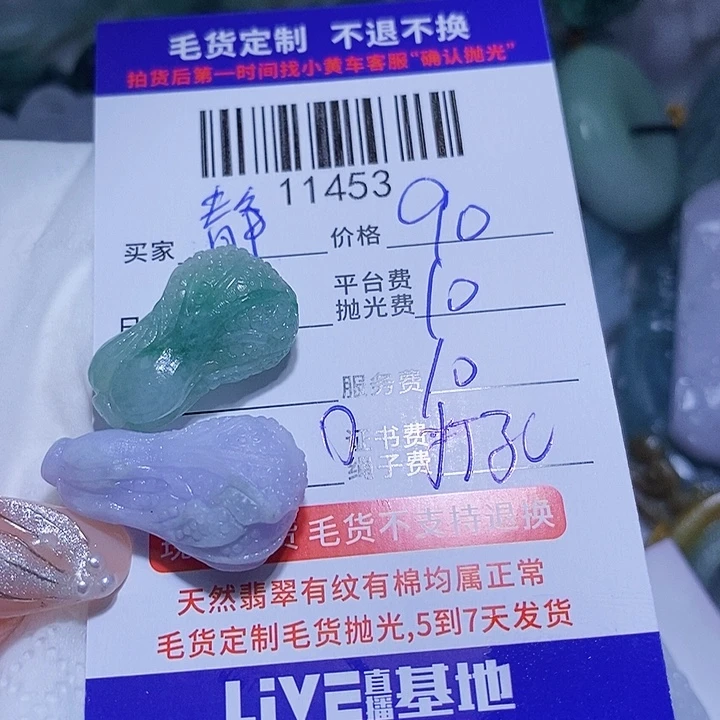 毛货定制 不退不换
拍货后第一时间找小黄车客服“确认抛光”
11453
买家 静 价格 90
平台费
抛光费 10
服务费 10
书费
子费 打孔
毛货不支持退换
天然翡翠有纹有棉均属正常
毛货定制毛货抛光,5到7天发货
LiVE直播基地